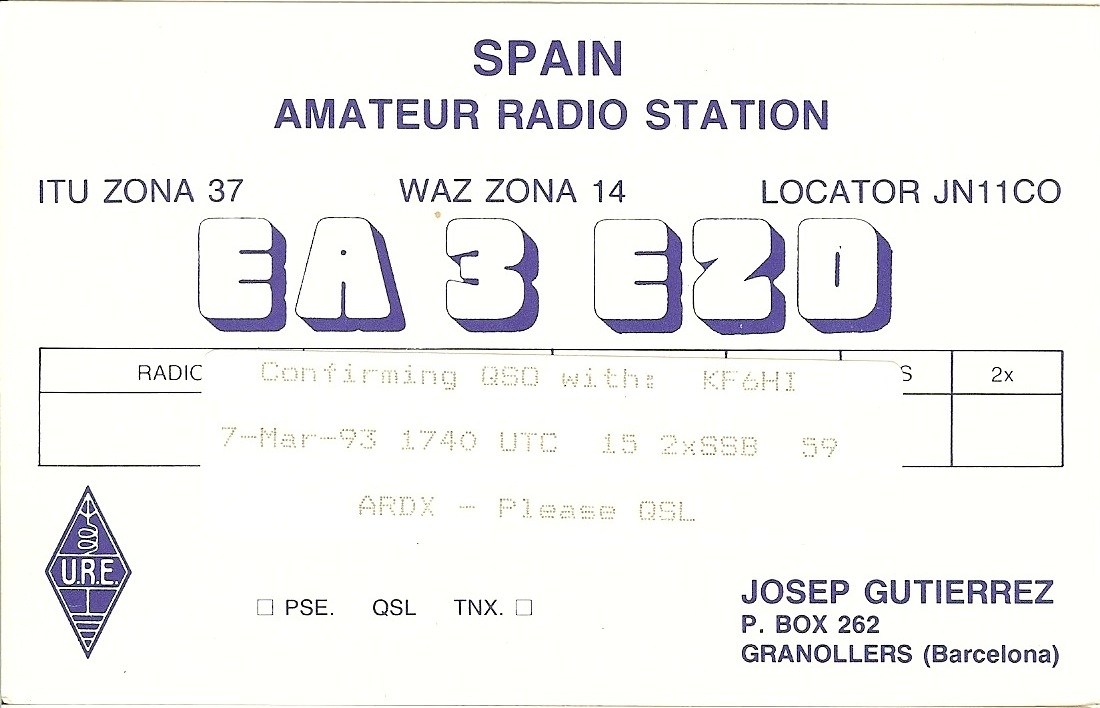 SPAIN
AMATEUR RADIO STATION
ITU ZONA 37 WAZ ZONA 14 LOCATOR JN11CO
EA 3 EZD
RADIO S 2x
Confirming QSO with: KF6HI
7-Mar-93 1740 UTC 15 2xSSB 59
ARDX - Please QSL
U.R.E.
□ PSE. QSL TNX. □
JOSEP GUTIERREZ
P. BOX 262
GRANOLLERS (Barcelona)